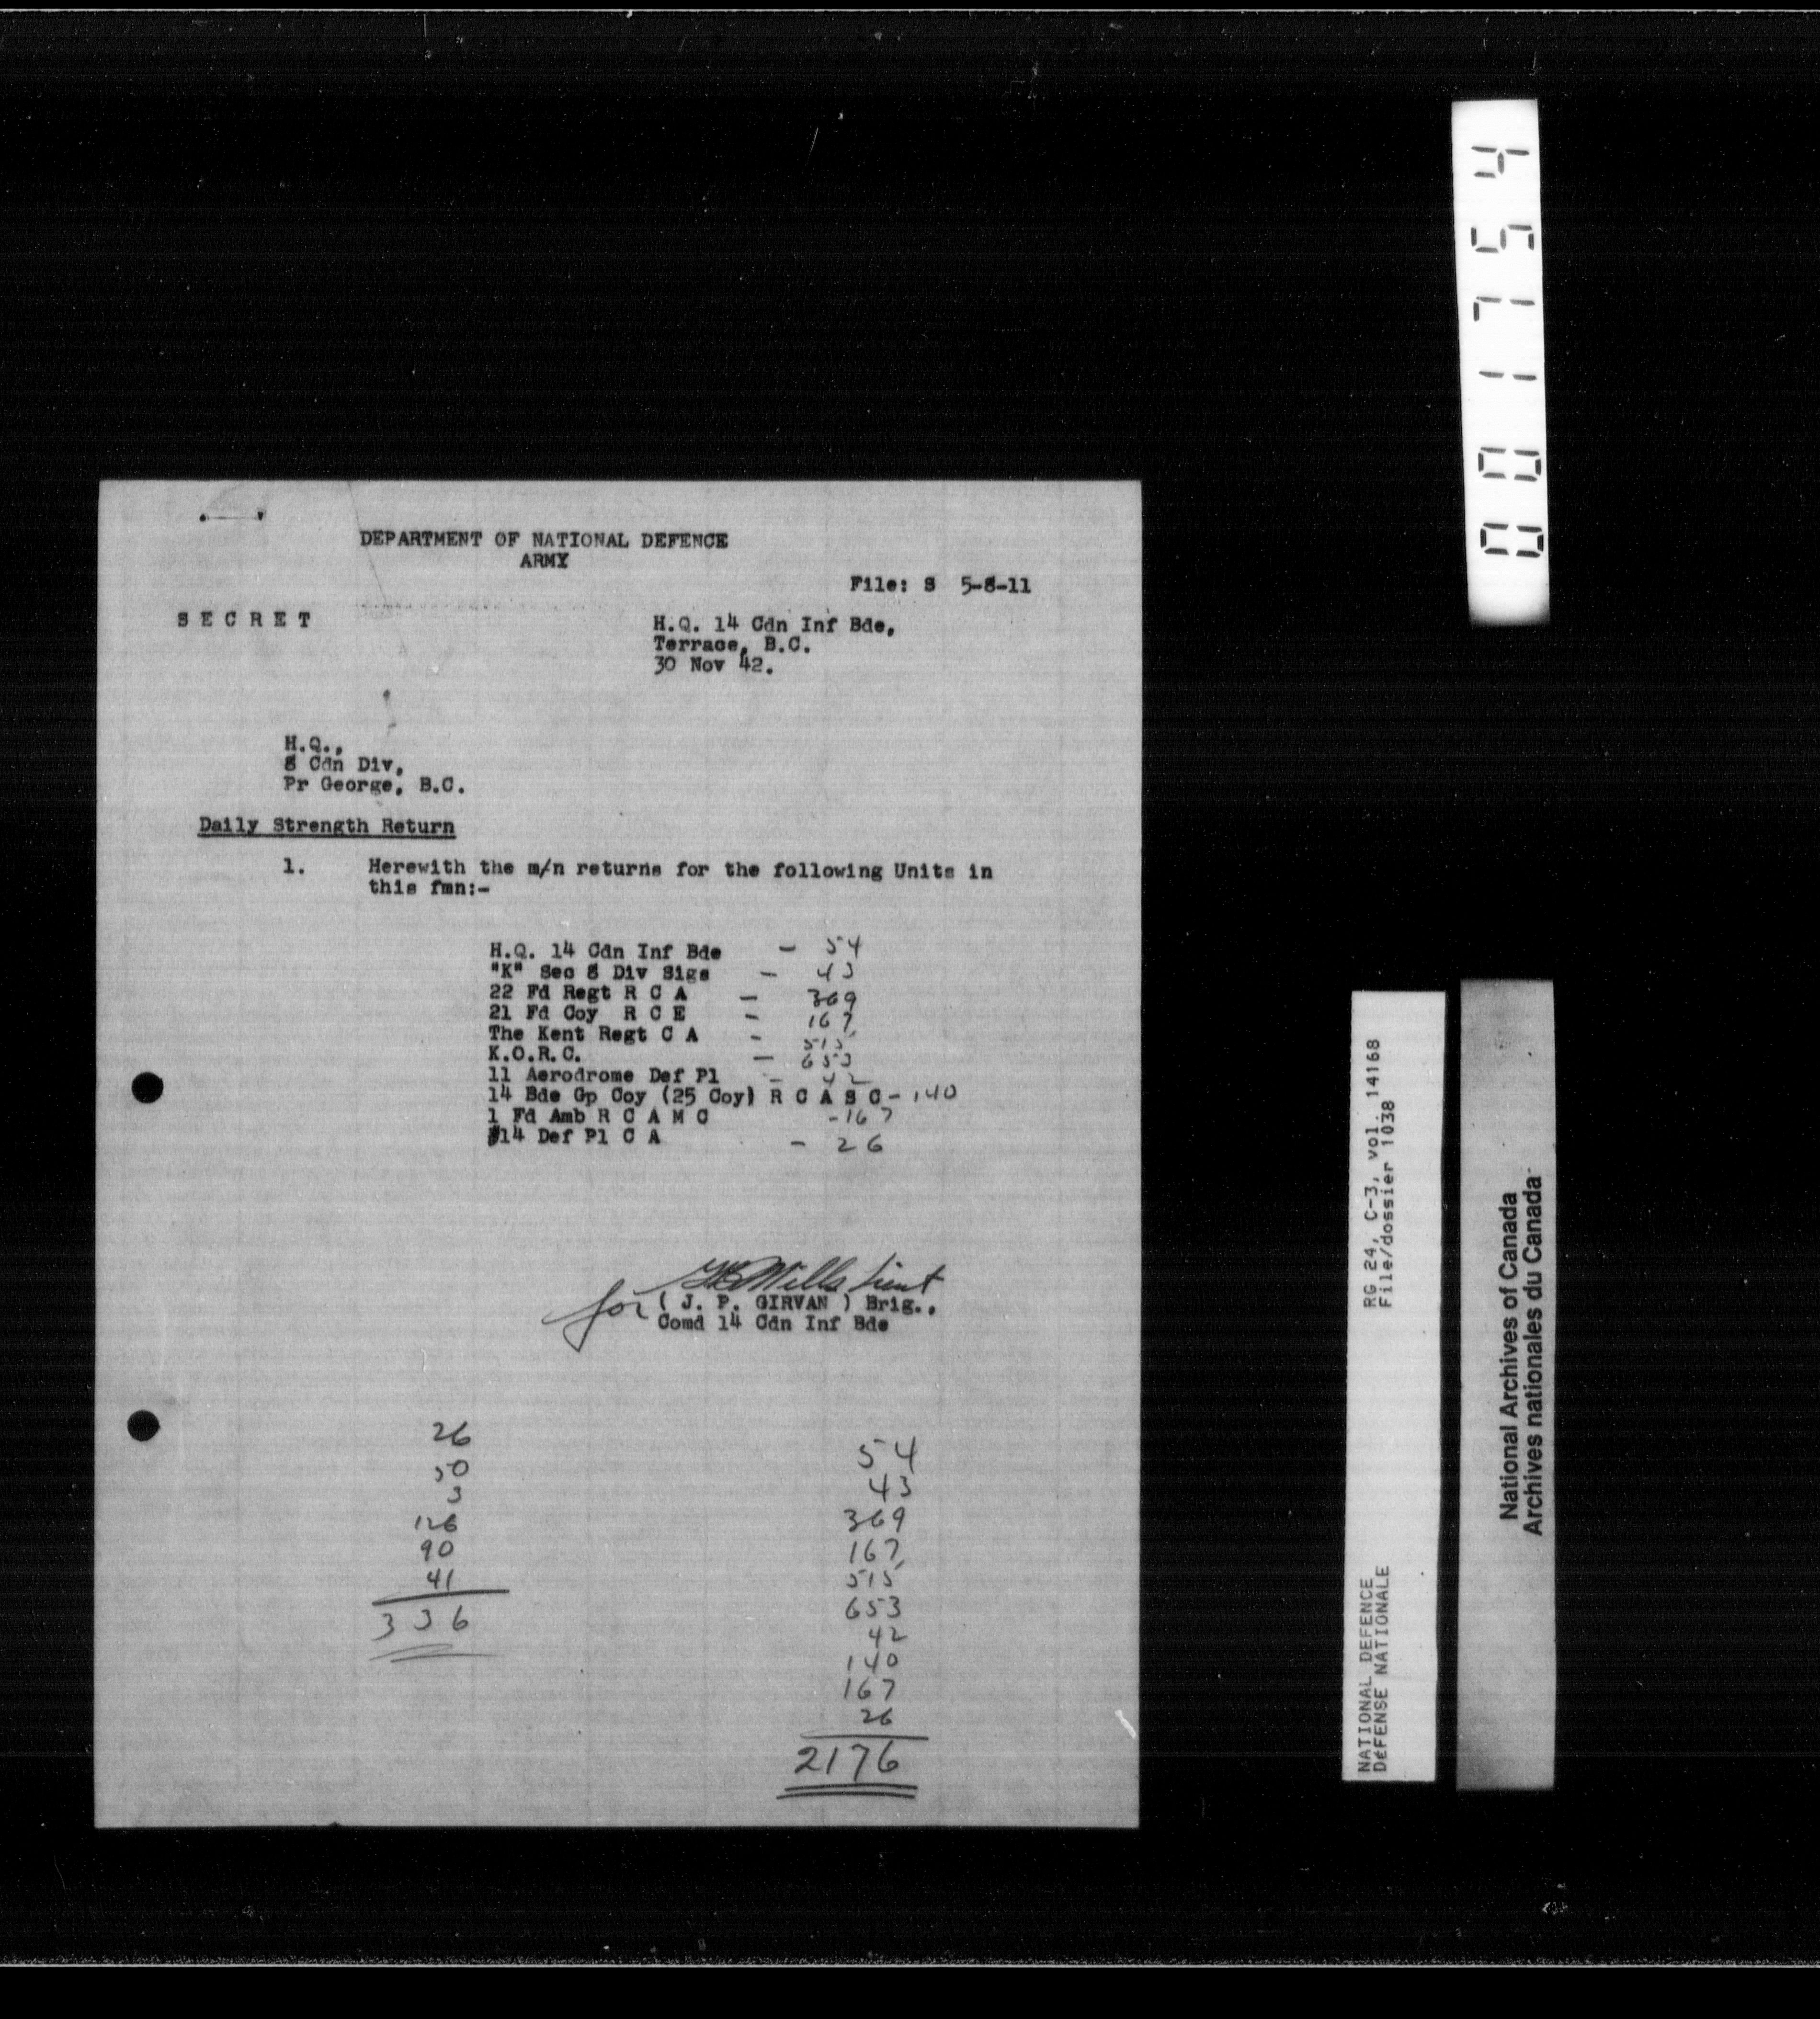 DEPARTMENT OF NATIONAL DEFENCE
ARMY
File: S 5-8-11
S E C R E T
H.Q. 14 Cdn Inf Bde,
Terrace, B.C.
30 Nov 42.
H.Q.,
8 Cdn Div,
Pr George, B.C.
Daily Strength Return
1. Herewith the m/n returns for the following Units in
this fmn:-
H.Q. 14 Cdn Inf Bde - 54
"K" Sec 8 Div Sigs - 43
22 Fd Regt R C A - 369
21 Fd Coy R C E - 167
The Kent Regt C A - 515
K.O.R.C. - 653
11 Aerodrome Def Pl - 42
14 Bde Gp Coy (25 Coy) R C A S C - 140
1 Fd Amb R C A M C - 167
14 Def Pl C A - 26
Mills Lieut
for ( J. P. GIRVAN ) Brig.,
Comd 14 Cdn Inf Bde
26
50
3
126
90
41
336
54
43
369
167
515
653
42
140
167
26
2176
001754
RG 24, C-3, vol. 14168
File/dossier 1038
NATIONAL DEFENCE
DÉFENSE NATIONALE
National Archives of Canada
Archives nationales du Canada